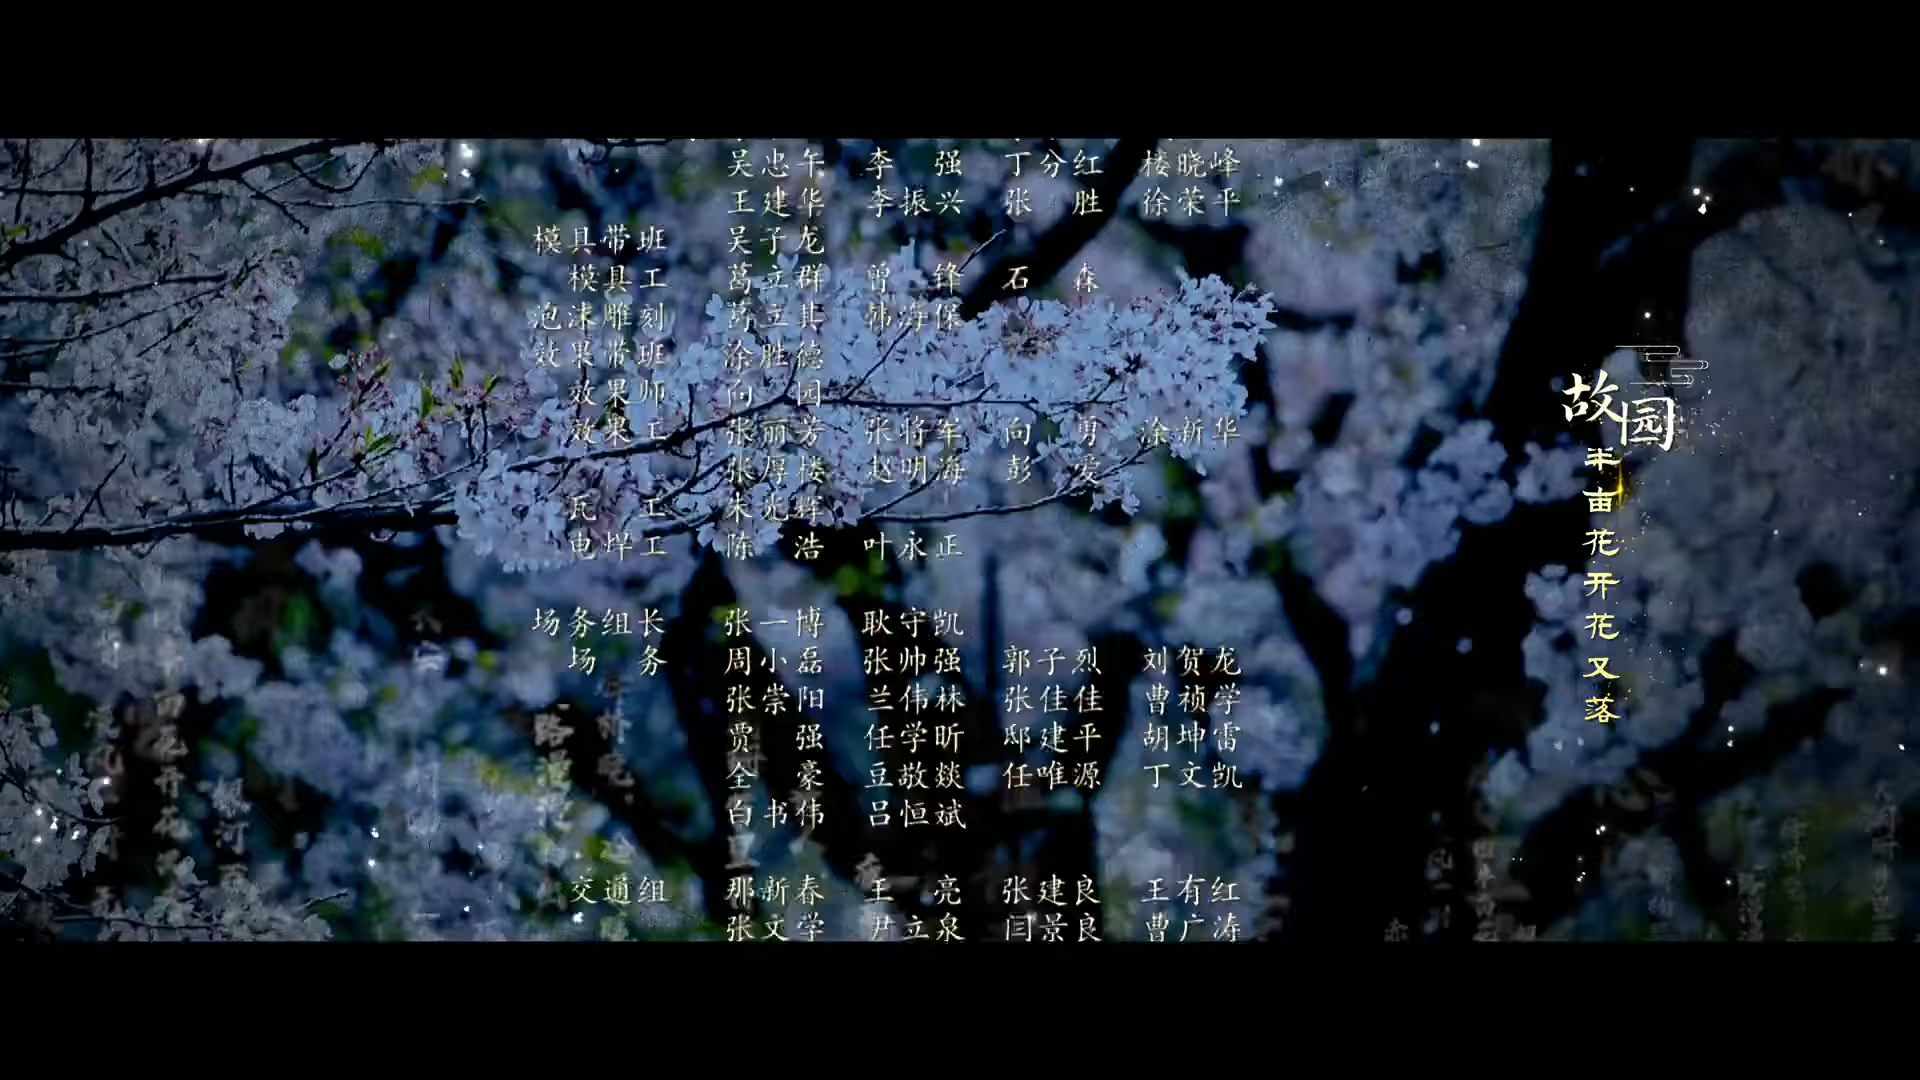 吴忠午 李强 丁分红 楼晓峰
王建华 李振兴 张胜 徐荣平
模具带班 吴子龙
模具工 葛立群 曾锋 石森
泡沫雕刻 葛立其 韩海保
效果带班 涂胜德
效果师 向园
效果工 张丽芳 张将军 向勇 涂新华
张厚楼 赵明海 彭爱
瓦工 朱光辉
电焊工 陈浩 叶永正
场务组长 张一博 耿守凯
场务 周小磊 张帅强 郭子烈 刘贺龙
张崇阳 兰伟林 张佳佳 曹祯学
贾强 任学昕 邸建平 胡坤雷
全豪 豆敬燚 任唯源 丁文凯
白书伟 吕恒斌
交通组 那新春 王亮 张建良 王有红
张文学 尹立泉 闫景良 曹广涛
故园
半亩花开花又落